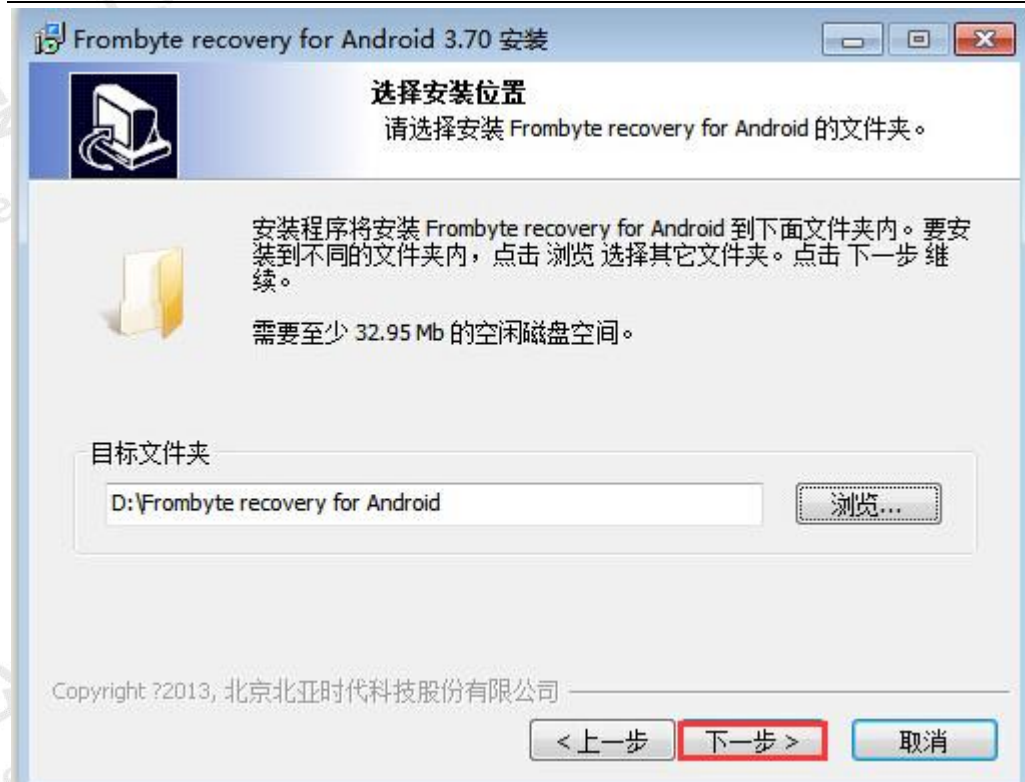 Frombyte recovery for Android 3.70 安装
选择安装位置
请选择安装 Frombyte recovery for Android 的文件夹。
安装程序将安装 Frombyte recovery for Android 到下面文件夹内。要安
装到不同的文件夹内，点击 浏览 选择其它文件夹。点击 下一步 继
续。
需要至少 32.95 Mb 的空闲磁盘空间。
目标文件夹
D:\Frombyte recovery for Android
浏览...
Copyright ?2013, 北京北亚时代科技股份有限公司
<上一步
下一步 >
取消